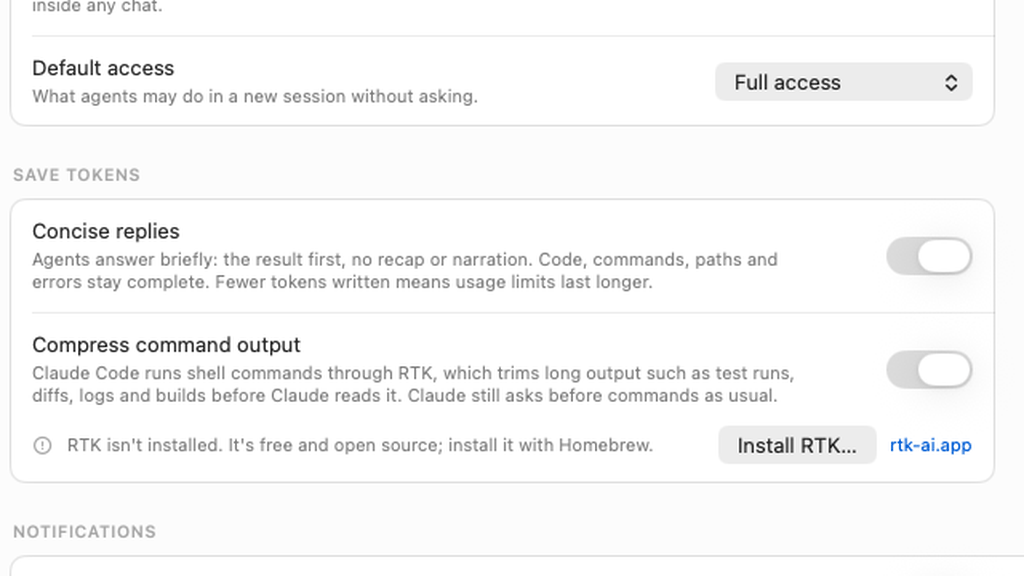 inside any chat.
Default access
What agents may do in a new session without asking.
Full access
SAVE TOKENS
Concise replies
Agents answer briefly: the result first, no recap or narration. Code, commands, paths and
errors stay complete. Fewer tokens written means usage limits last longer.
Compress command output
Claude Code runs shell commands through RTK, which trims long output such as test runs,
diffs, logs and builds before Claude reads it. Claude still asks before commands as usual.
RTK isn't installed. It's free and open source; install it with Homebrew.
Install RTK...
rtk-ai.app
NOTIFICATIONS